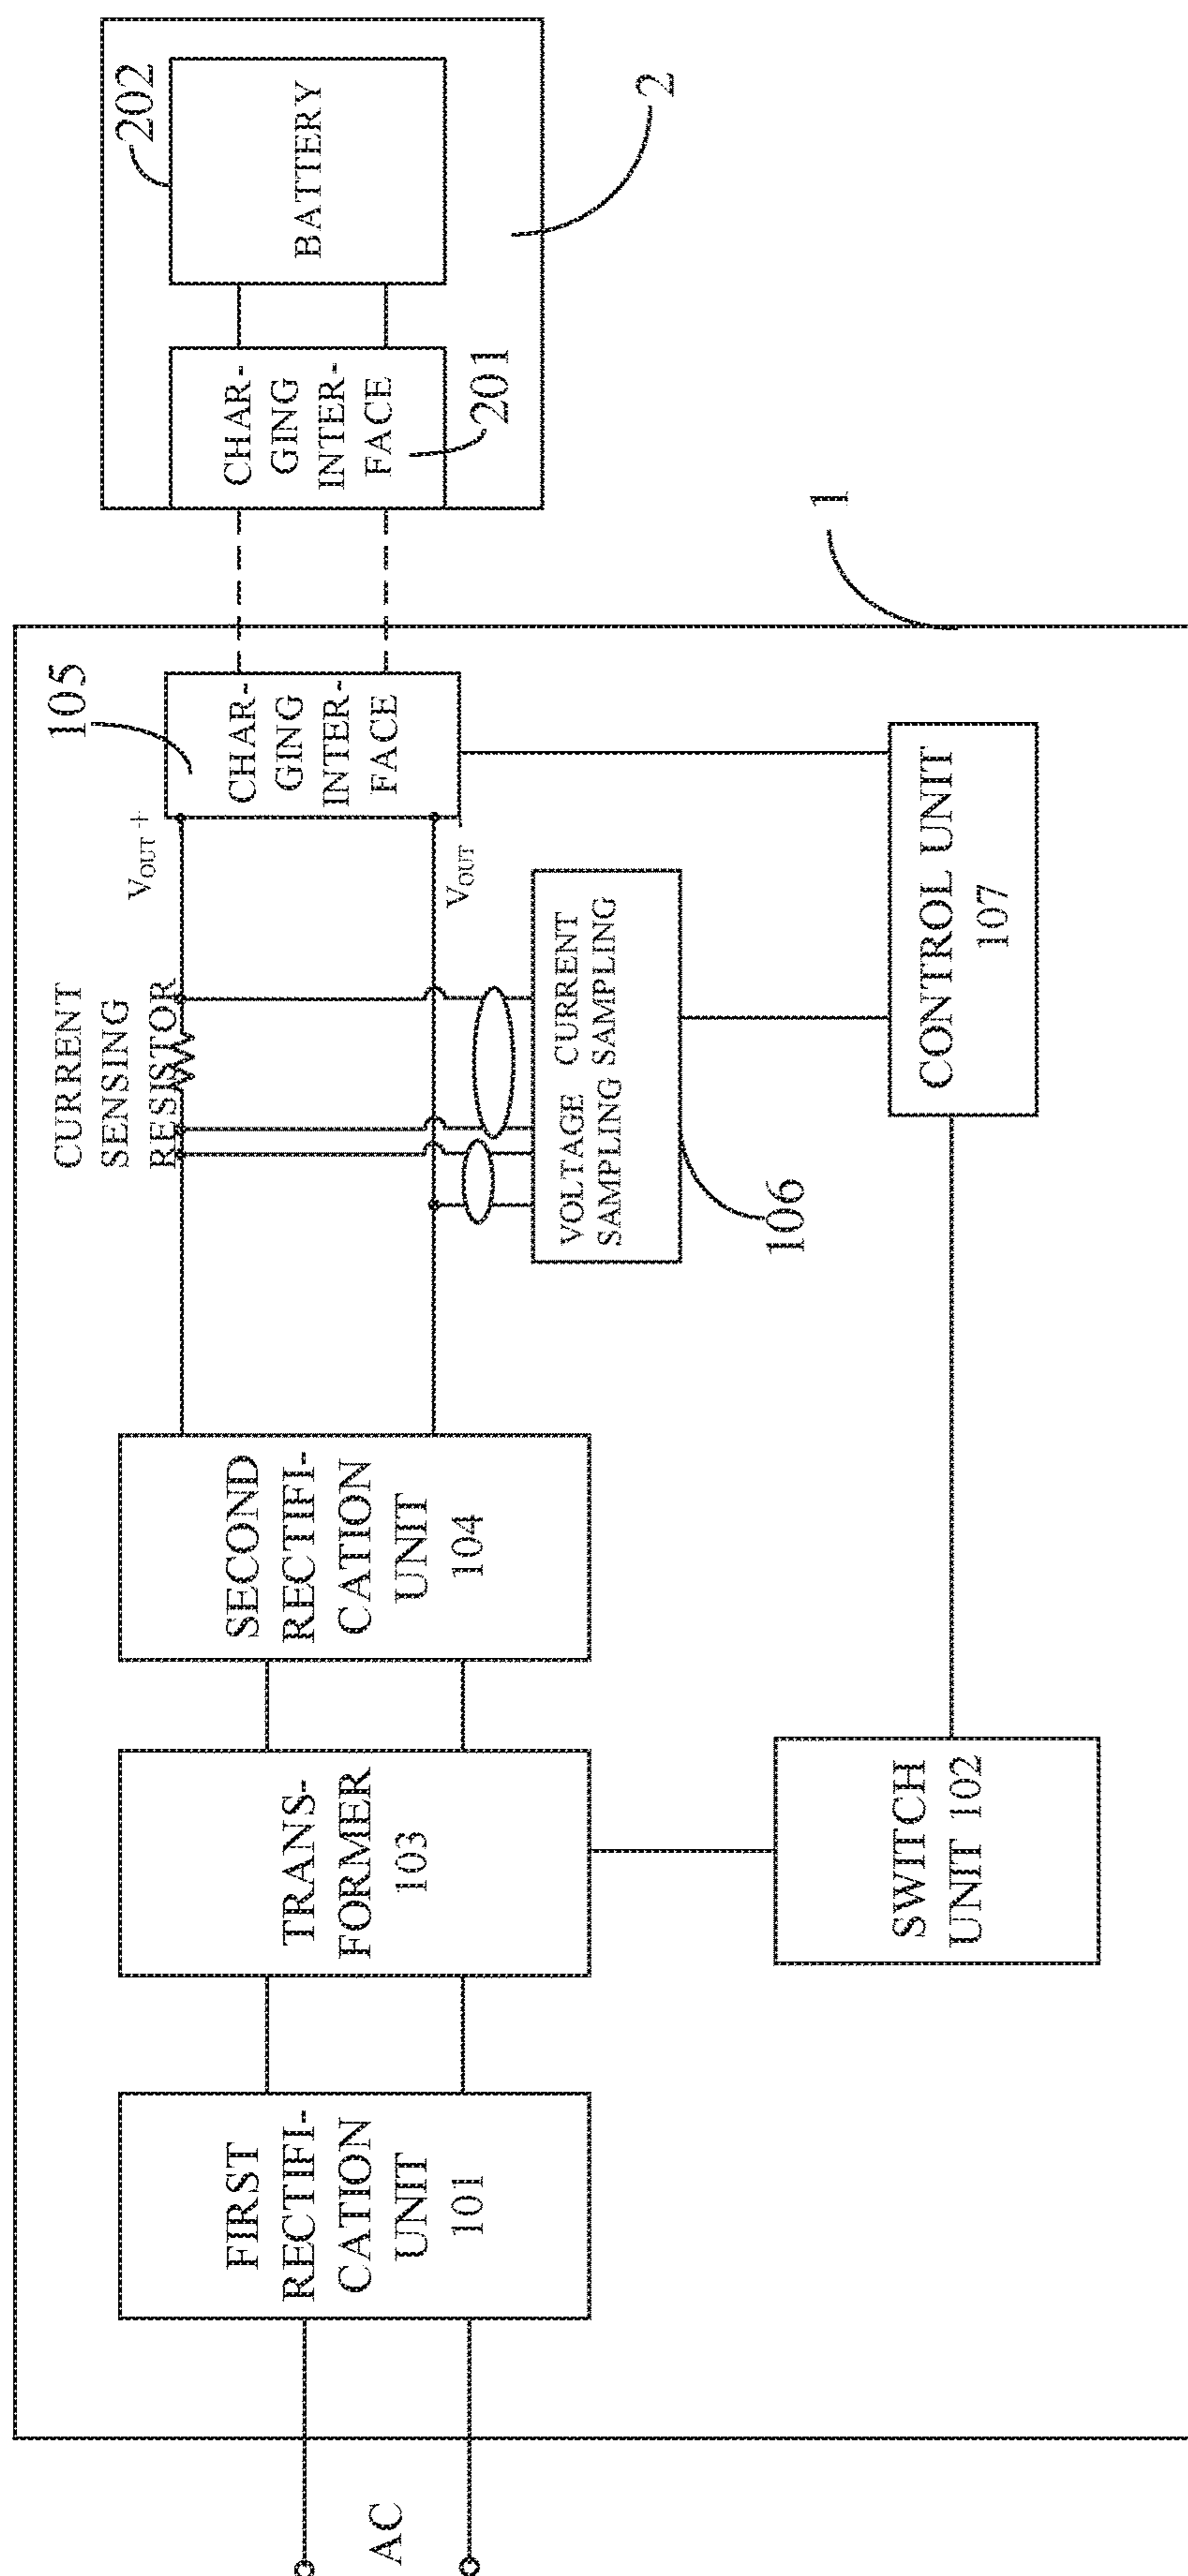 AC
FIRST
RECTIFI-
CATION
UNIT
101
TRANS-
FORMER
103
SWITCH
UNIT 102
SECOND
RECTIFI-
CATION
UNIT
104
CURRENT
SENSING
RESISTOR
VOUT +
VOUT −
VOLTAGE
SAMPLING
CURRENT
SAMPLING
106
CONTROL UNIT
107
105
CHAR-
GING
INTER-
FACE
1
CHAR-
GING
INTER-
FACE
201
BATTERY
202
2